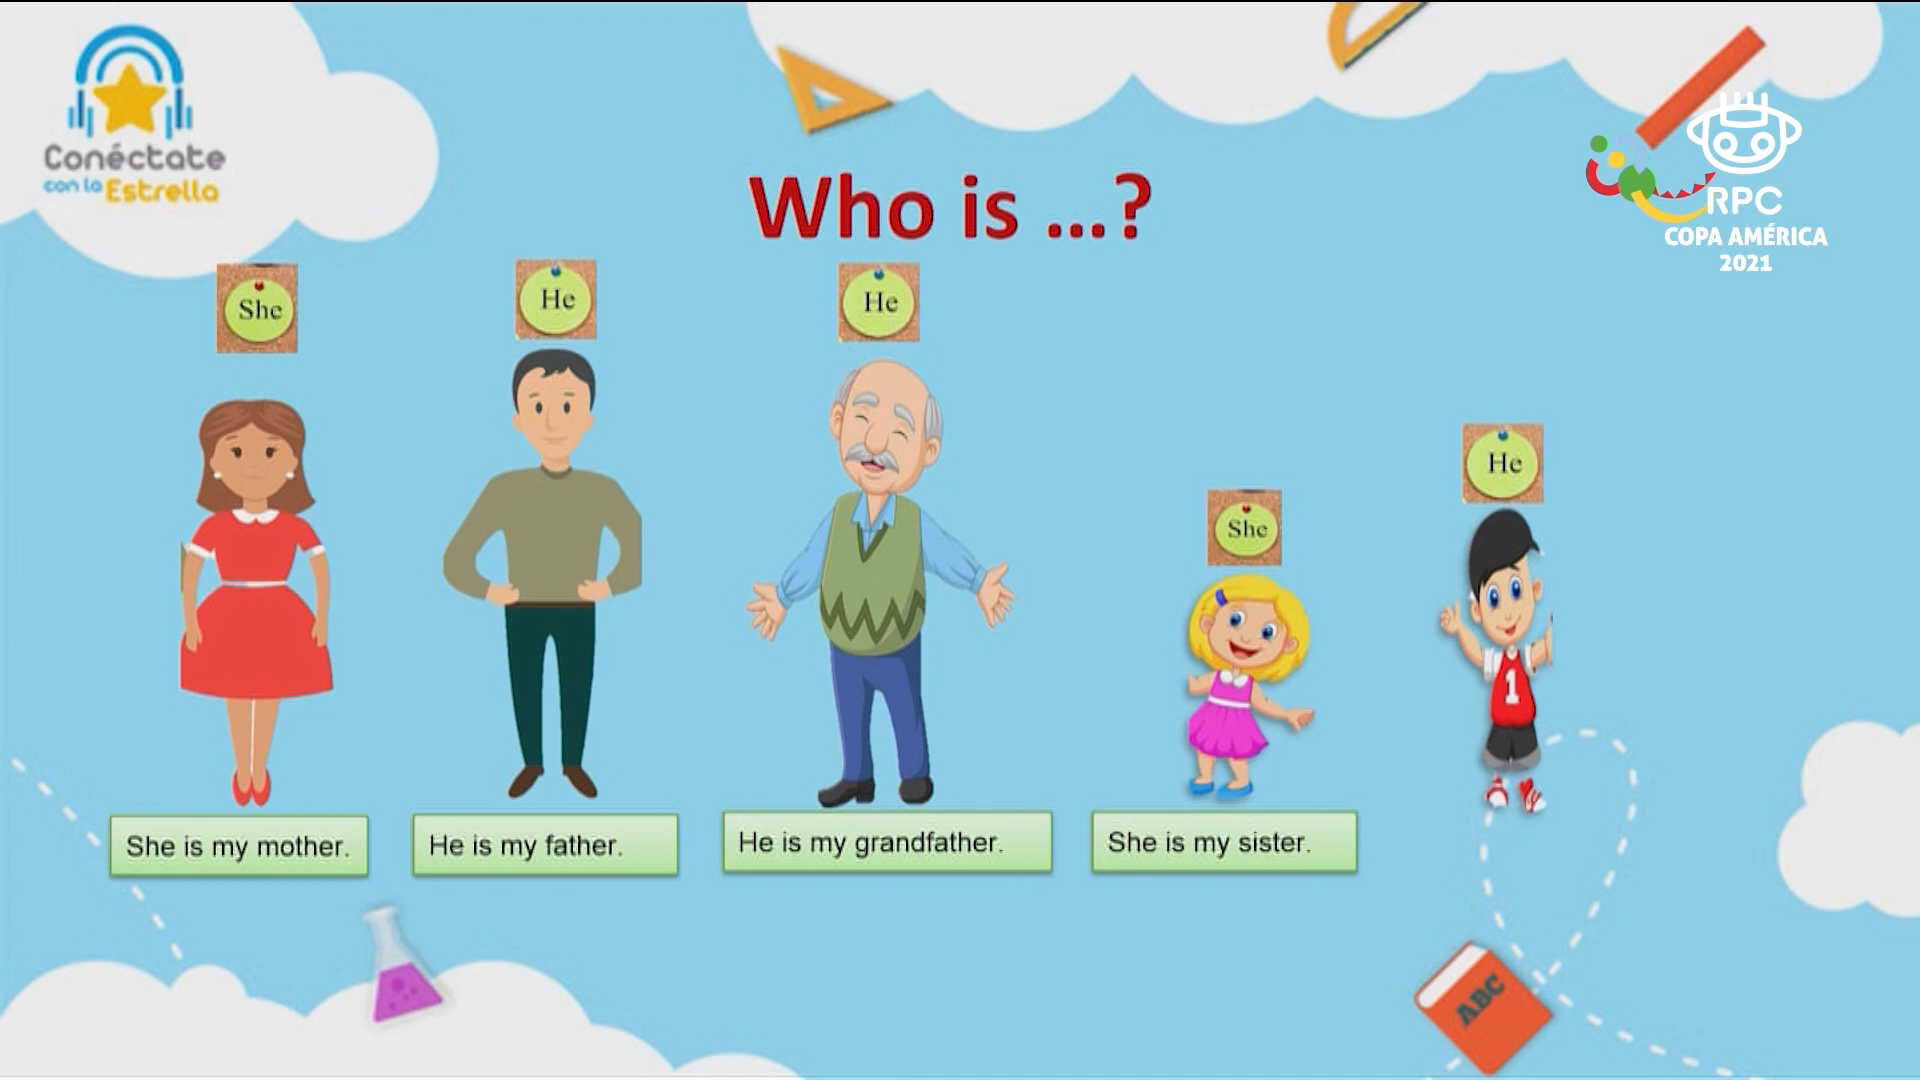 Conéctate
con la Estrella
Who is ...?
RPC
COPA AMÉRICA
2021
She
He
He
She
He
1
She is my mother.
He is my father.
He is my grandfather.
She is my sister.
ABC